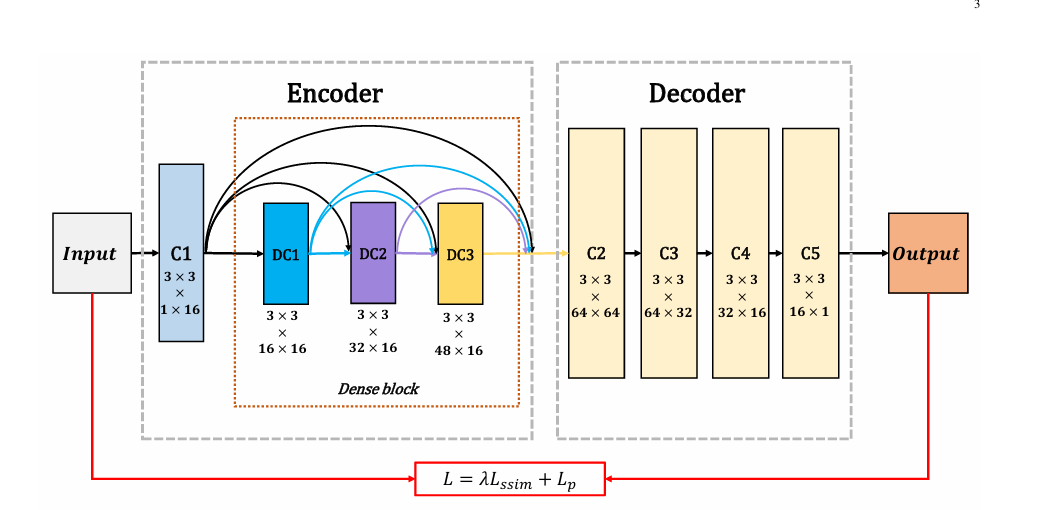 3
Encoder
Decoder
Input
C1
3 × 3
×
1 × 16
DC1
3 × 3
×
16 × 16
DC2
3 × 3
×
32 × 16
DC3
3 × 3
×
48 × 16
Dense block
C2
3 × 3
×
64 × 64
C3
3 × 3
×
64 × 32
C4
3 × 3
×
32 × 16
C5
3 × 3
×
16 × 1
Output
L = λL_ssim + L_p